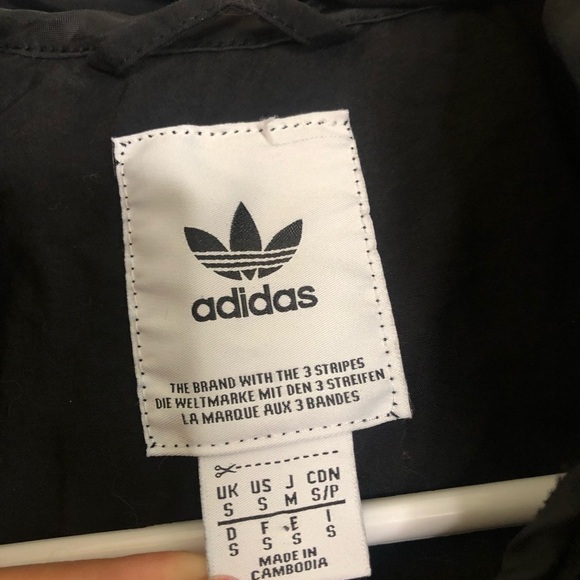 adidas
THE BRAND WITH THE 3 STRIPES
DIE WELTMARKE MIT DEN 3 STREIFEN
LA MARQUE AUX 3 BANDES
UK US J CDN
S S M S/P
D F E I
S S S S
MADE IN
CAMBODIA